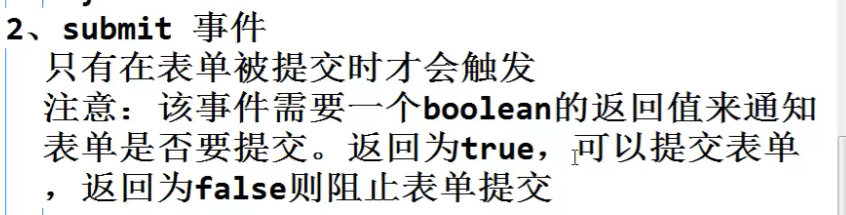 2、submit 事件
只有在表单被提交时才会触发
注意：该事件需要一个boolean的返回值来通知
表单是否要提交。返回为true，可以提交表单
，返回为false则阻止表单提交